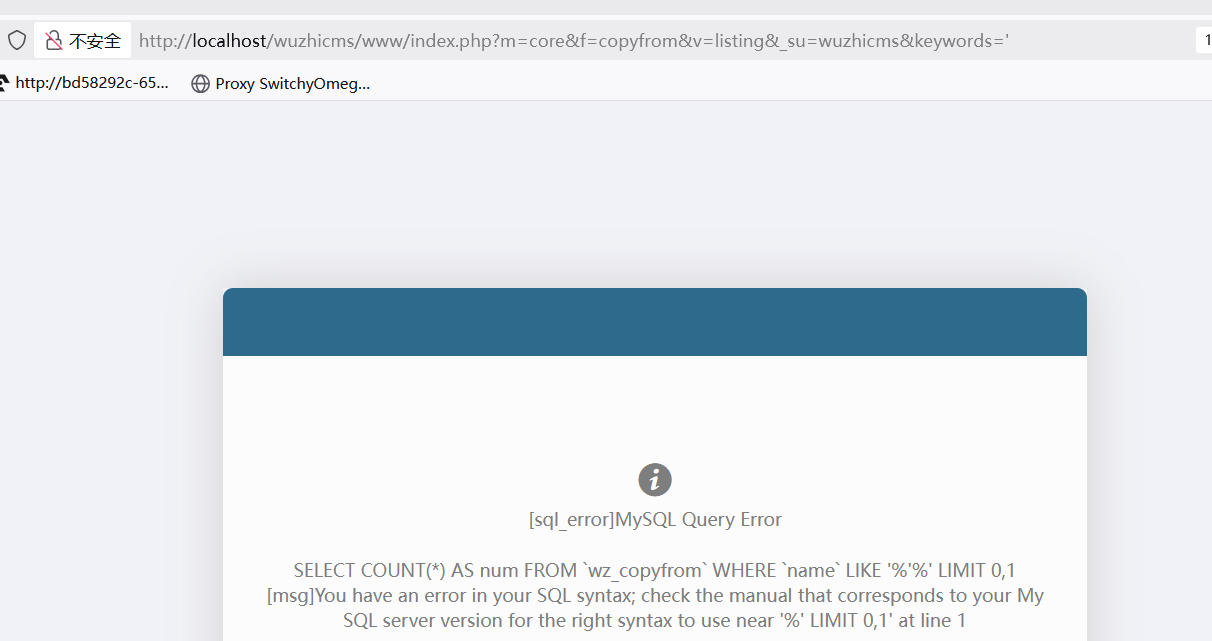 不安全 http://localhost/wuzhicms/www/index.php?m=core&f=copyfrom&v=listing&_su=wuzhicms&keywords=' 1
http://bd58292c-65... Proxy SwitchyOmeg...
i
[sql_error]MySQL Query Error
SELECT COUNT(*) AS num FROM `wz_copyfrom` WHERE `name` LIKE '%'%' LIMIT 0,1
[msg]You have an error in your SQL syntax; check the manual that corresponds to your My
SQL server version for the right syntax to use near '%' LIMIT 0,1' at line 1